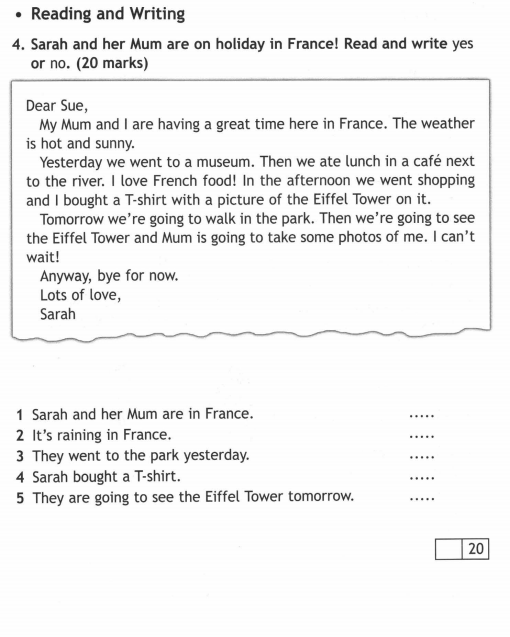 • Reading and Writing
4. Sarah and her Mum are on holiday in France! Read and write yes
or no. (20 marks)
Dear Sue,
My Mum and I are having a great time here in France. The weather
is hot and sunny.
Yesterday we went to a museum. Then we ate lunch in a café next
to the river. I love French food! In the afternoon we went shopping
and I bought a T-shirt with a picture of the Eiffel Tower on it.
Tomorrow we're going to walk in the park. Then we're going to see
the Eiffel Tower and Mum is going to take some photos of me. I can't
wait!
Anyway, bye for now.
Lots of love,
Sarah
1 Sarah and her Mum are in France. .....
2 It's raining in France. .....
3 They went to the park yesterday. .....
4 Sarah bought a T-shirt. .....
5 They are going to see the Eiffel Tower tomorrow. .....
20